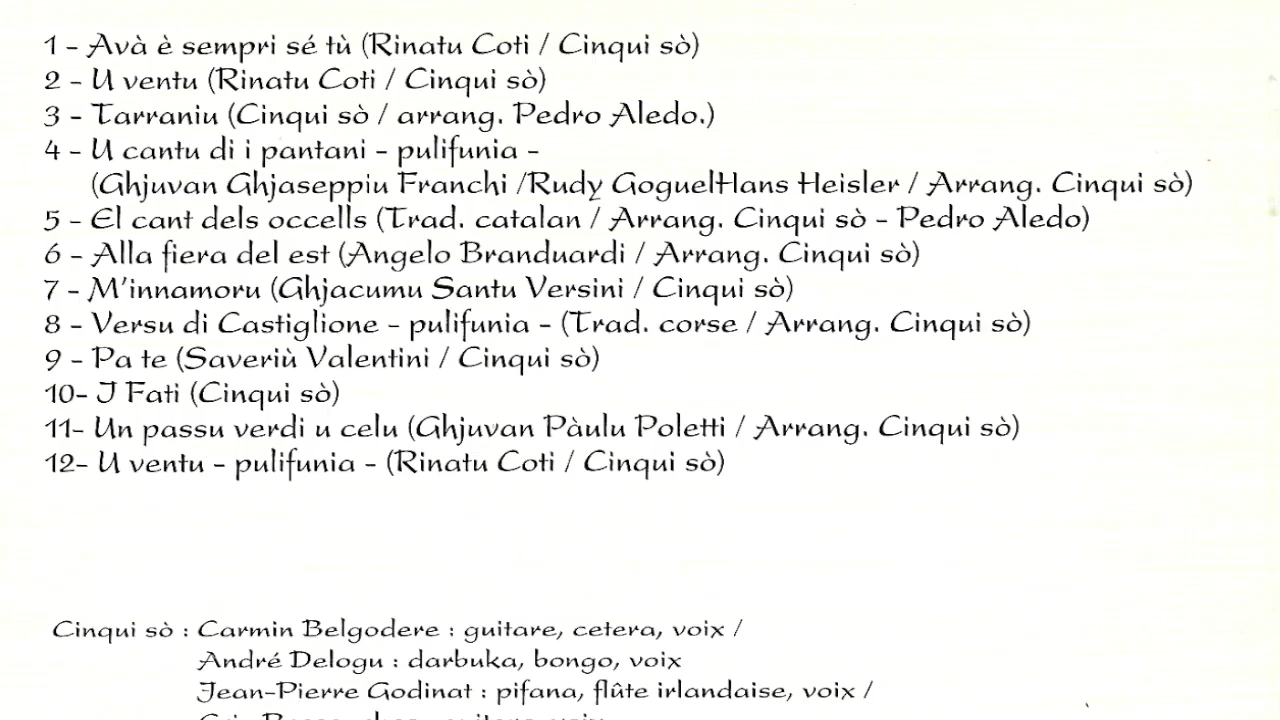 1 - Avà è sempri sé tù (Rinatu Coti / Cinqui sò)
2 - U ventu (Rinatu Coti / Cinqui sò)
3 - Tarraniu (Cinqui sò / arrang. Pedro Aledo.)
4 - U cantu di i pantani - pulifunia -
(Ghjuvan Ghjaseppiu Franchi /Rudy GoguelHans Heisler / Arrang. Cinqui sò)
5 - El cant dels occells (Trad. catalan / Arrang. Cinqui sò - Pedro Aledo)
6 - Alla fiera del est (Angelo Branduardi / Arrang. Cinqui sò)
7 - M'innamoru (Ghjacumu Santu Versini / Cinqui sò)
8 - Versu di Castiglione - pulifunia - (Trad. corse / Arrang. Cinqui sò)
9 - Pa te (Saveriù Valentini / Cinqui sò)
10- I Fati (Cinqui sò)
11- Un passu verdi u celu (Ghjuvan Pàulu Poletti / Arrang. Cinqui sò)
12- U ventu - pulifunia - (Rinatu Coti / Cinqui sò)
Cinqui sò : Carmin Belgodere : guitare, cetera, voix /
André Delogu : darbuka, bongo, voix
Jean-Pierre Godinat : pifana, flûte irlandaise, voix /